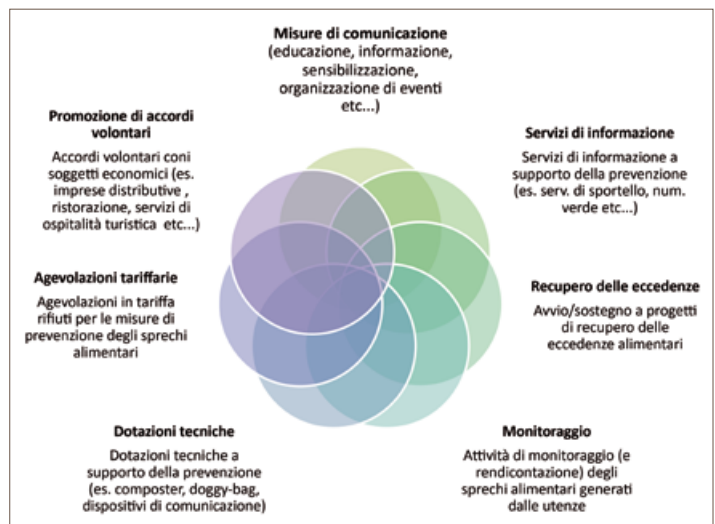 Misure di comunicazione
(educazione, informazione,
sensibilizzazione,
organizzazione di eventi
etc...)
Promozione di accordi
volontari
Accordi volontari coni
soggetti economici (es.
imprese distributive ,
ristorazione, servizi di
ospitalità turistica etc...)
Servizi di informazione
Servizi di informazione a
supporto della prevenzione
(es. serv. di sportello, num.
verde etc...)
Agevolazioni tariffarie
Agevolazioni in tariffa
rifiuti per le misure di
prevenzione degli sprechi
alimentari
Recupero delle eccedenze
Avvio/sostegno a progetti
di recupero delle
eccedenze alimentari
Dotazioni tecniche
Dotazioni tecniche a
supporto della prevenzione
(es. composter, doggy-bag,
dispositivi di comunicazione)
Monitoraggio
Attività di monitoraggio (e
rendicontazione) degli
sprechi alimentari generati
dalle utenze